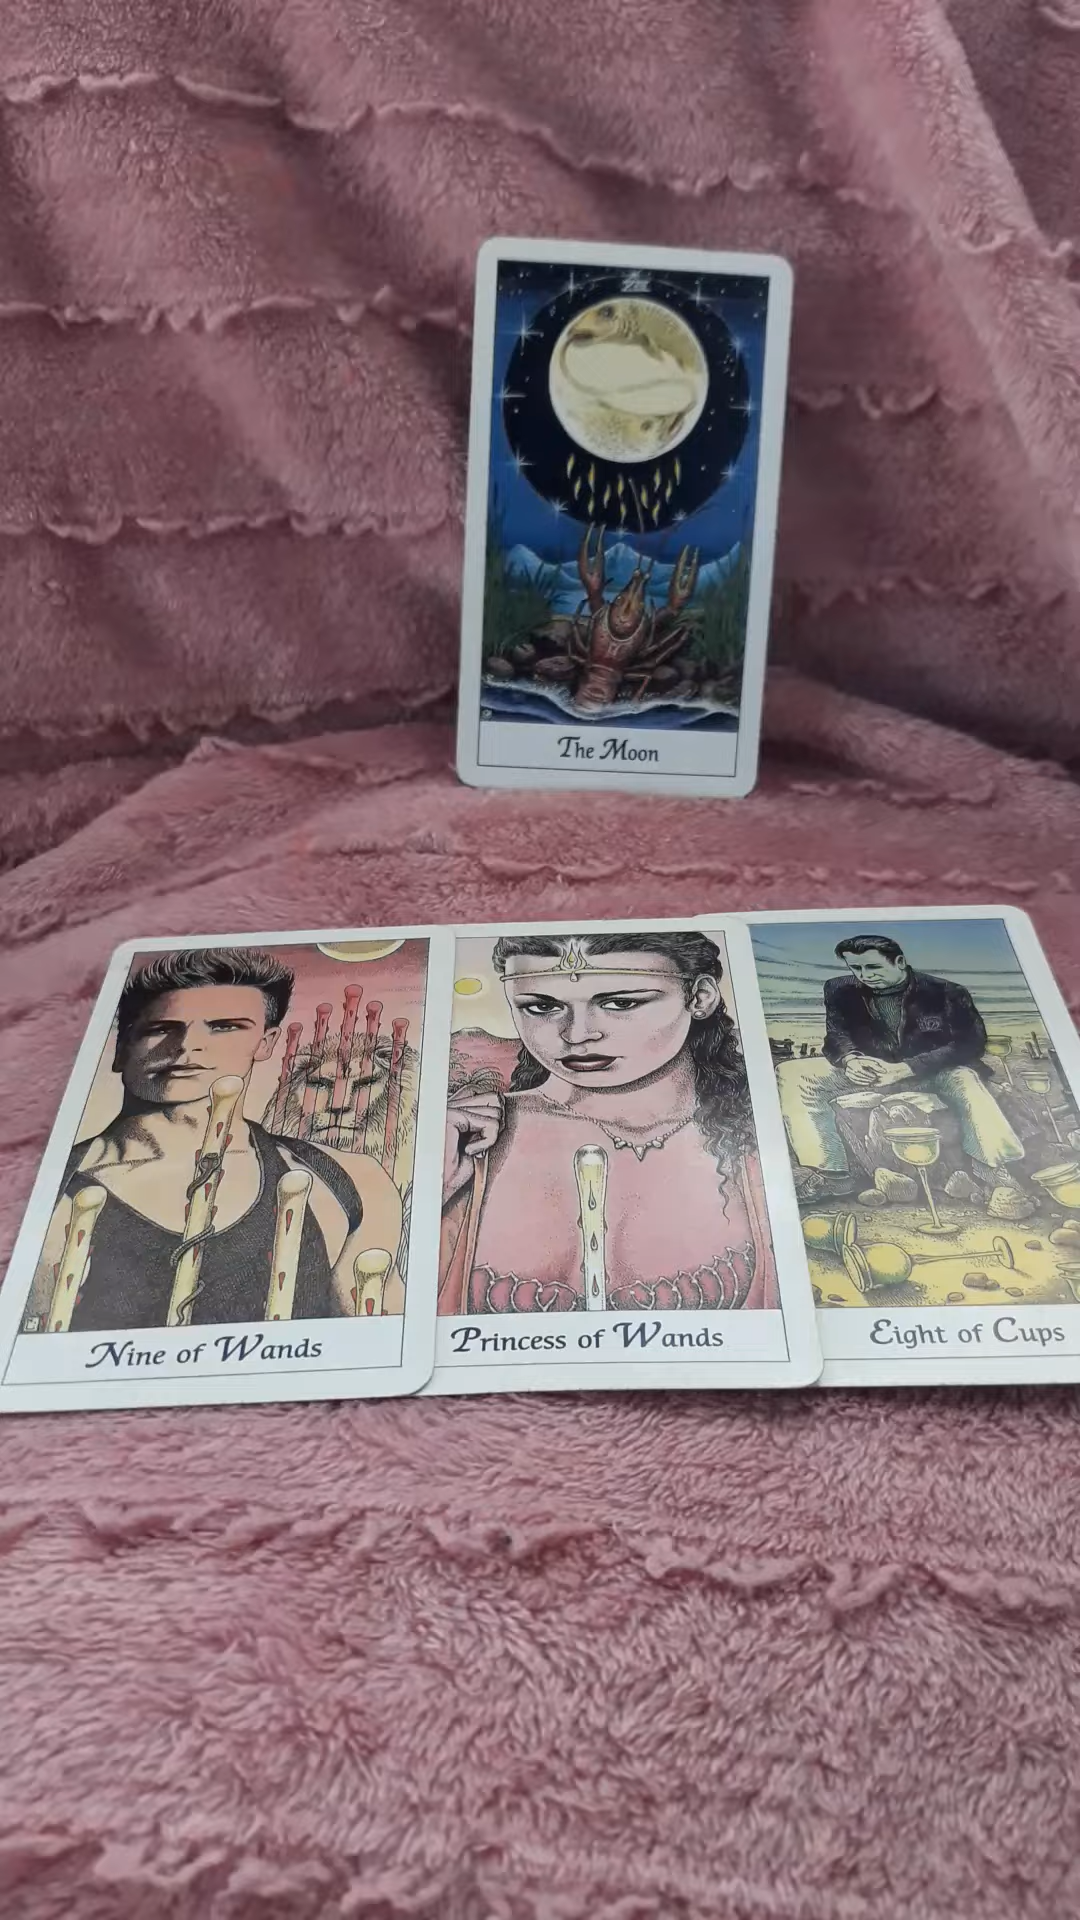 The Moon
Nine of Wands
Princess of Wands
Eight of Cups